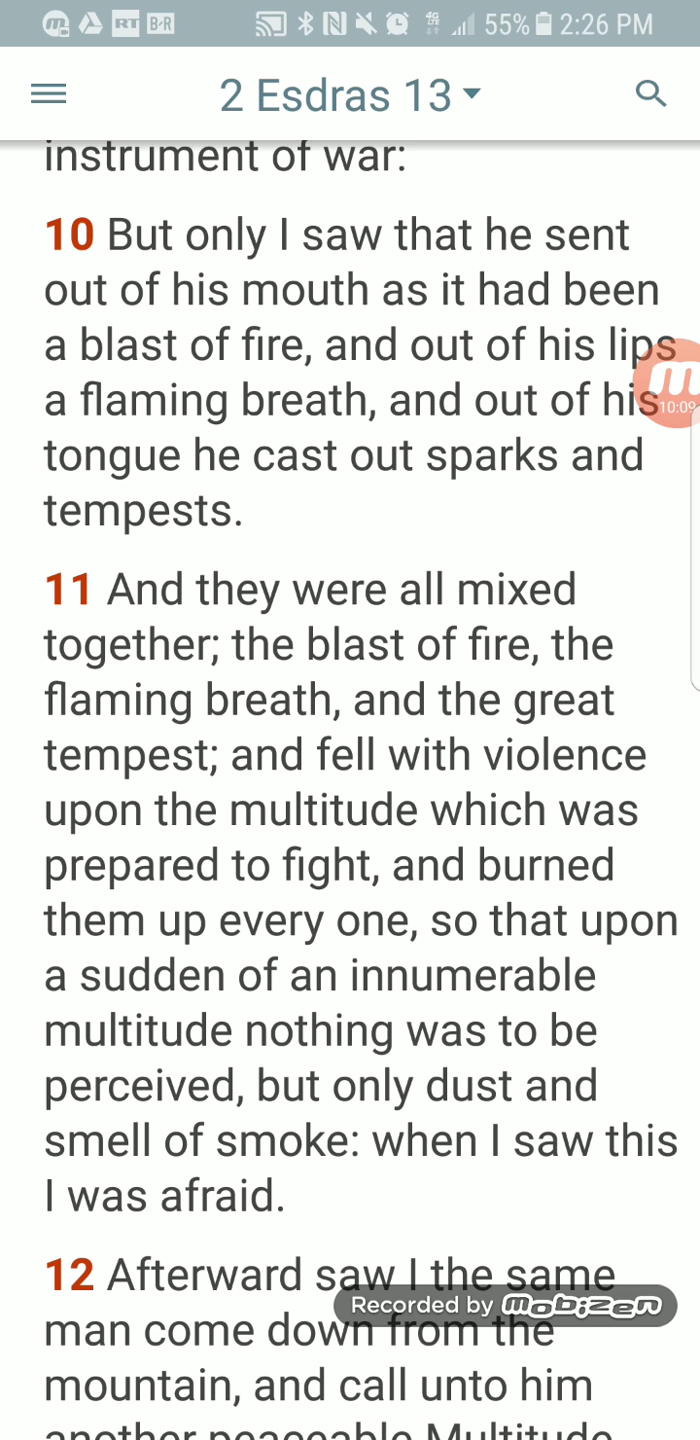 RT B-R 4G 55% 2:26 PM
2 Esdras 13
instrument of war:
10 But only I saw that he sent
out of his mouth as it had been
a blast of fire, and out of his lips
a flaming breath, and out of his
10:09
tongue he cast out sparks and
tempests.
11 And they were all mixed
together; the blast of fire, the
flaming breath, and the great
tempest; and fell with violence
upon the multitude which was
prepared to fight, and burned
them up every one, so that upon
a sudden of an innumerable
multitude nothing was to be
perceived, but only dust and
smell of smoke: when I saw this
I was afraid.
12 Afterward saw I the same
Recorded by mobizen
man come down from the
mountain, and call unto him
another peaceable Multitude